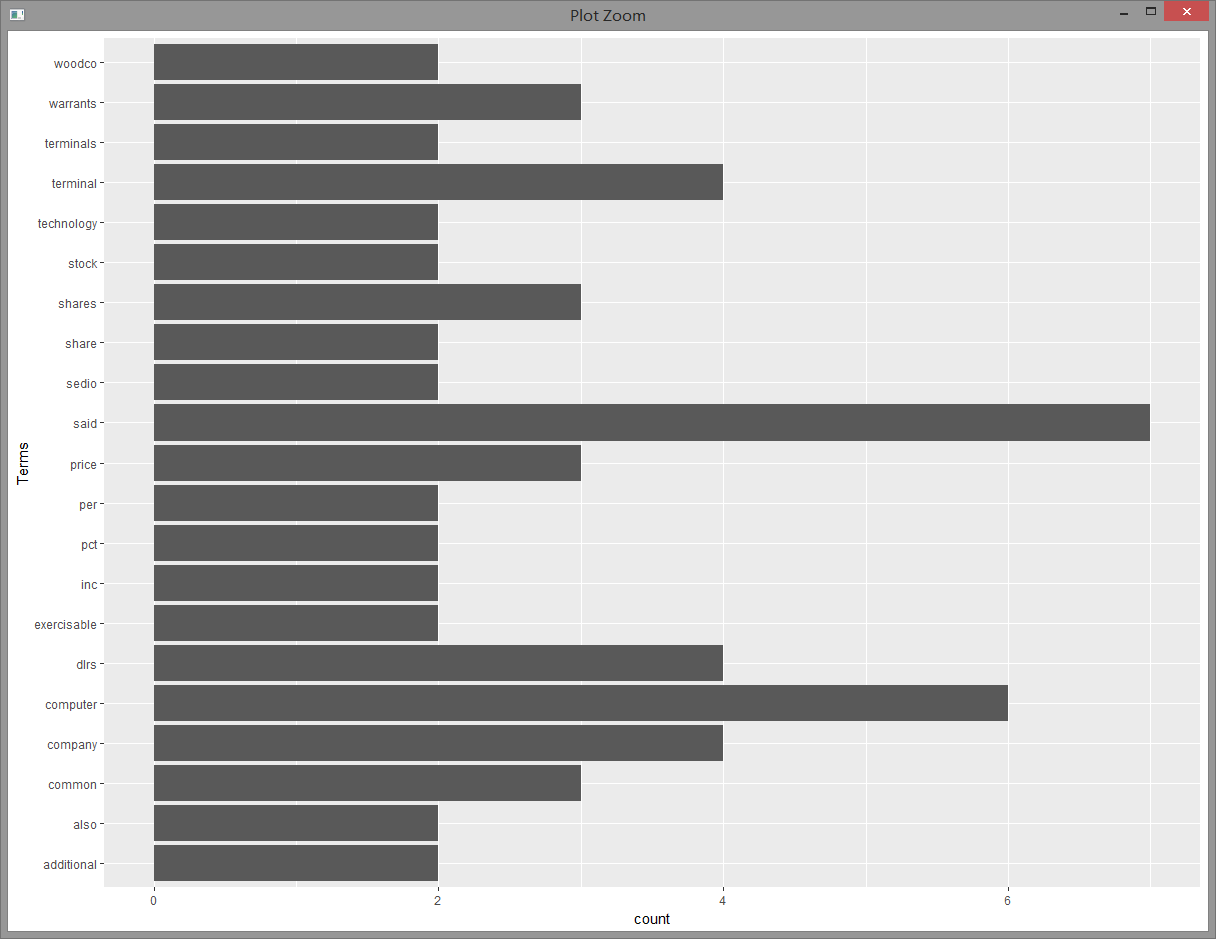 Plot Zoom
woodco
warrants
terminals
terminal
technology
stock
shares
share
sedio
said
price
per
pct
inc
exercisable
dlrs
computer
company
common
also
additional
Terms
0 2 4 6
count